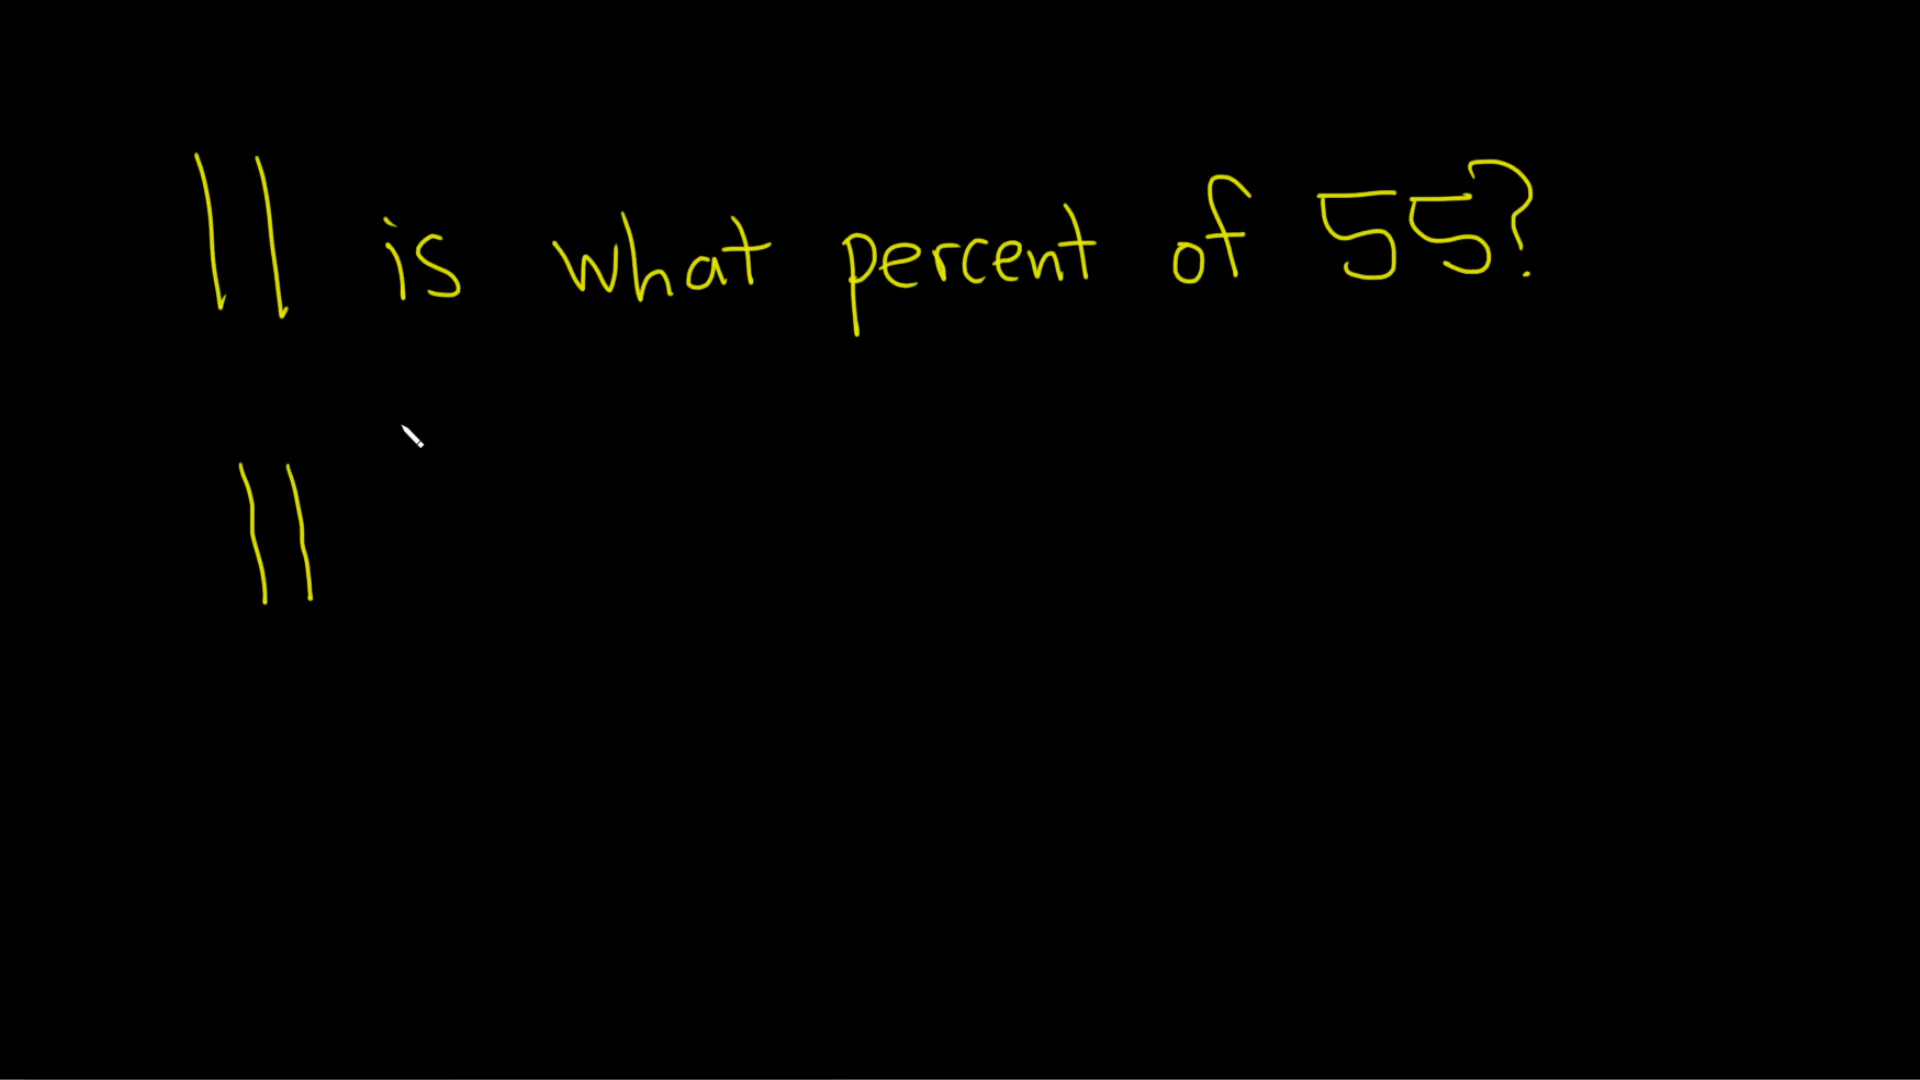 11 is what percent of 55?
11